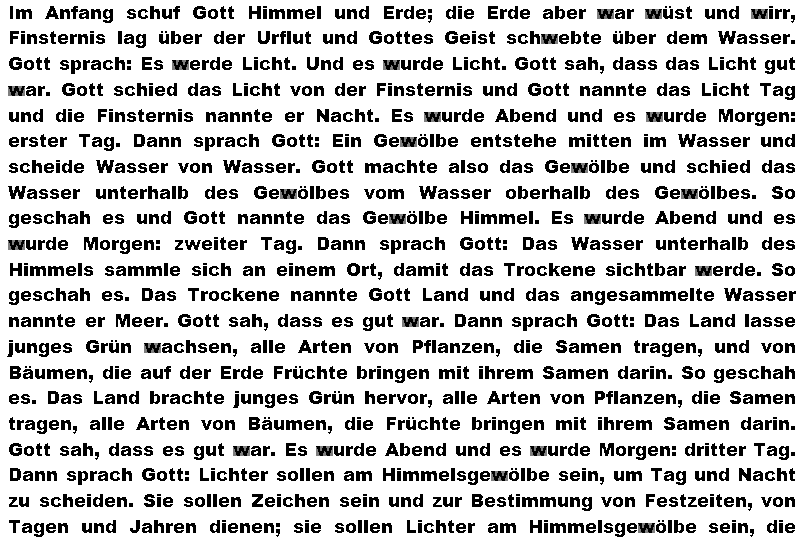 Im Anfang schuf Gott Himmel und Erde; die Erde aber war wüst und wirr,
Finsternis lag über der Urflut und Gottes Geist schwebte über dem Wasser.
Gott sprach: Es werde Licht. Und es wurde Licht. Gott sah, dass das Licht gut
war. Gott schied das Licht von der Finsternis und Gott nannte das Licht Tag
und die Finsternis nannte er Nacht. Es wurde Abend und es wurde Morgen:
erster Tag. Dann sprach Gott: Ein Gewölbe entstehe mitten im Wasser und
scheide Wasser von Wasser. Gott machte also das Gewölbe und schied das
Wasser unterhalb des Gewölbes vom Wasser oberhalb des Gewölbes. So
geschah es und Gott nannte das Gewölbe Himmel. Es wurde Abend und es
wurde Morgen: zweiter Tag. Dann sprach Gott: Das Wasser unterhalb des
Himmels sammle sich an einem Ort, damit das Trockene sichtbar werde. So
geschah es. Das Trockene nannte Gott Land und das angesammelte Wasser
nannte er Meer. Gott sah, dass es gut war. Dann sprach Gott: Das Land lasse
junges Grün wachsen, alle Arten von Pflanzen, die Samen tragen, und von
Bäumen, die auf der Erde Früchte bringen mit ihrem Samen darin. So geschah
es. Das Land brachte junges Grün hervor, alle Arten von Pflanzen, die Samen
tragen, alle Arten von Bäumen, die Früchte bringen mit ihrem Samen darin.
Gott sah, dass es gut war. Es wurde Abend und es wurde Morgen: dritter Tag.
Dann sprach Gott: Lichter sollen am Himmelsgewölbe sein, um Tag und Nacht
zu scheiden. Sie sollen Zeichen sein und zur Bestimmung von Festzeiten, von
Tagen und Jahren dienen; sie sollen Lichter am Himmelsgewölbe sein, die